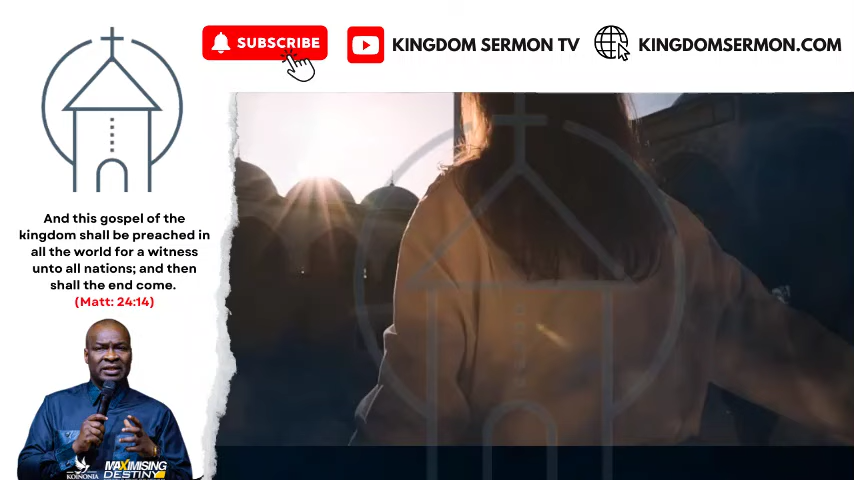 SUBSCRIBE
KINGDOM SERMON TV
KINGDOMSERMON.COM
And this gospel of the
kingdom shall be preached in
all the world for a witness
unto all nations; and then
shall the end come.
(Matt: 24:14)
KOINONIA
MAXIMISING
DESTINY